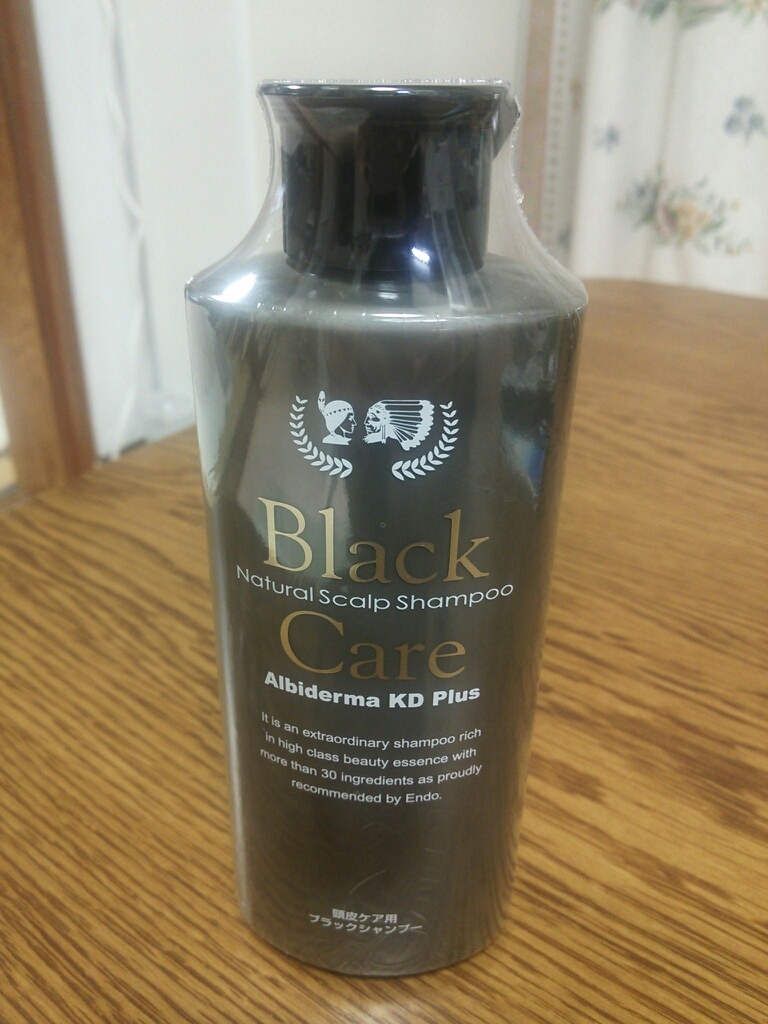 Black
Natural Scalp Shampoo
Care
Albiderma KD Plus
It is an extraordinary shampoo rich
in high class beauty essence with
more than 30 ingredients as proudly
recommended by Endo.
頭皮ケア用
ブラックシャンプー